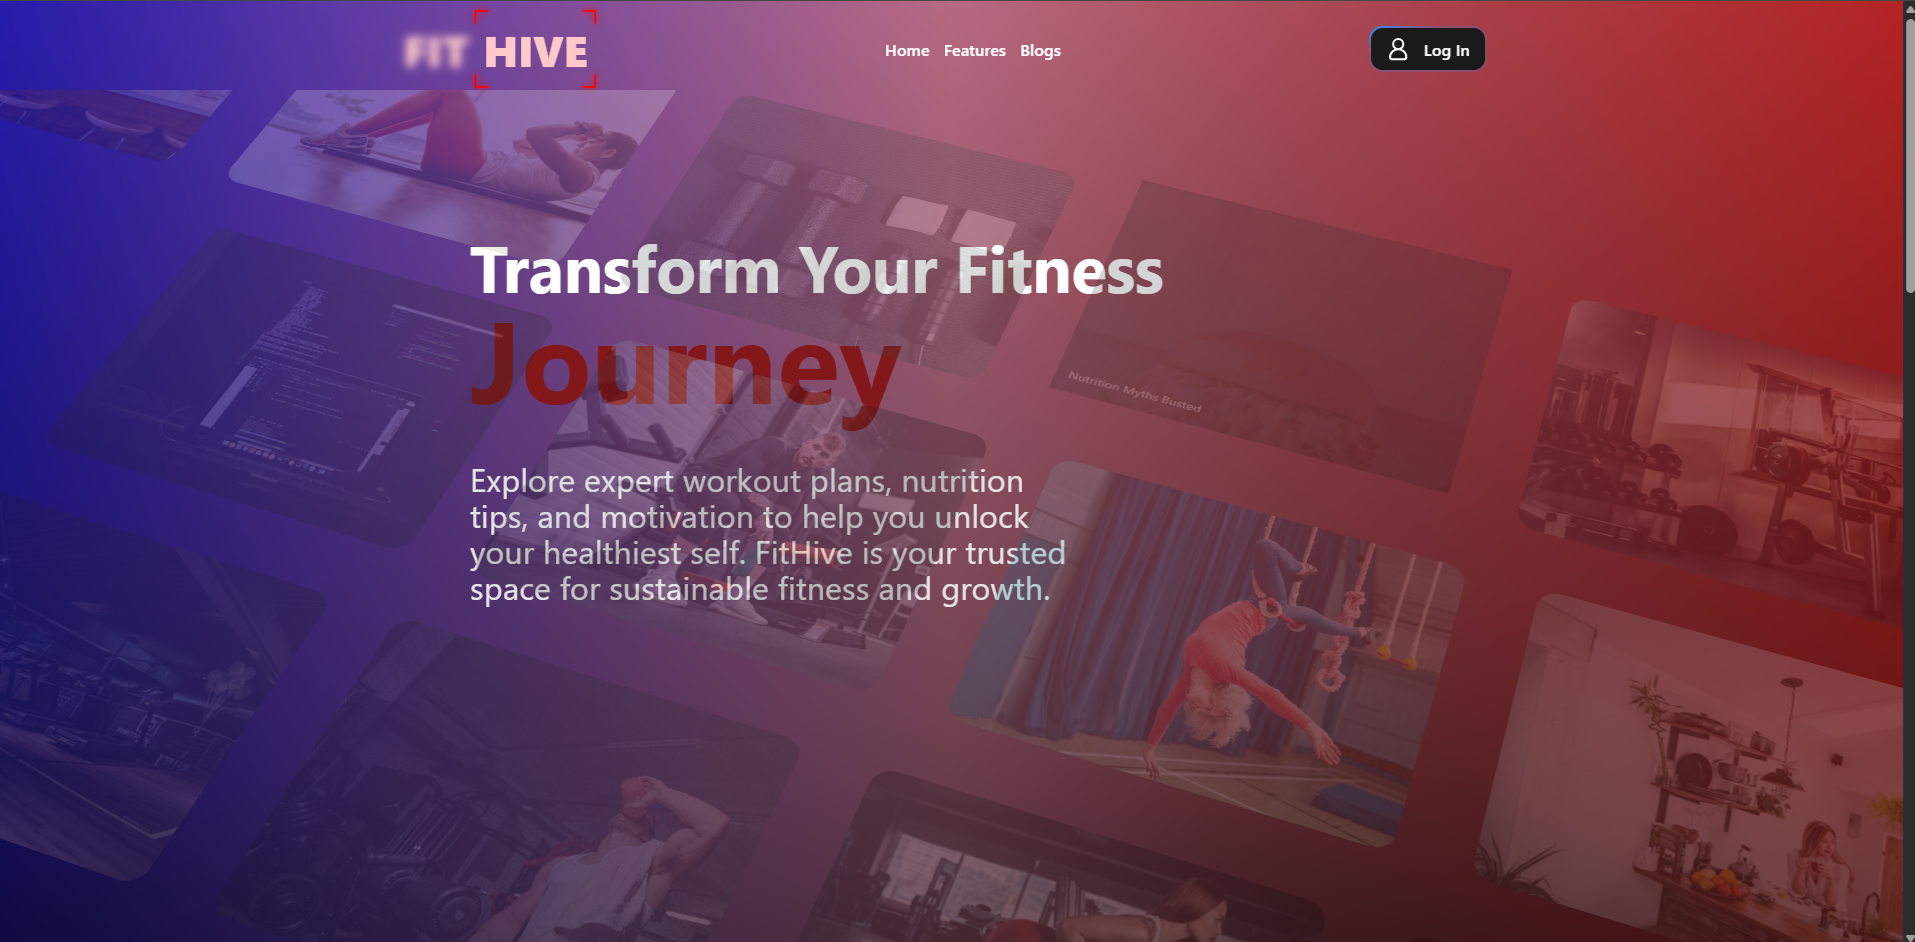 FIT HIVE
Home Features Blogs
Log In
Transform Your Fitness
Journey
Nutrition Myths Busted
Explore expert workout plans, nutrition
tips, and motivation to help you unlock
your healthiest self. FitHive is your trusted
space for sustainable fitness and growth.